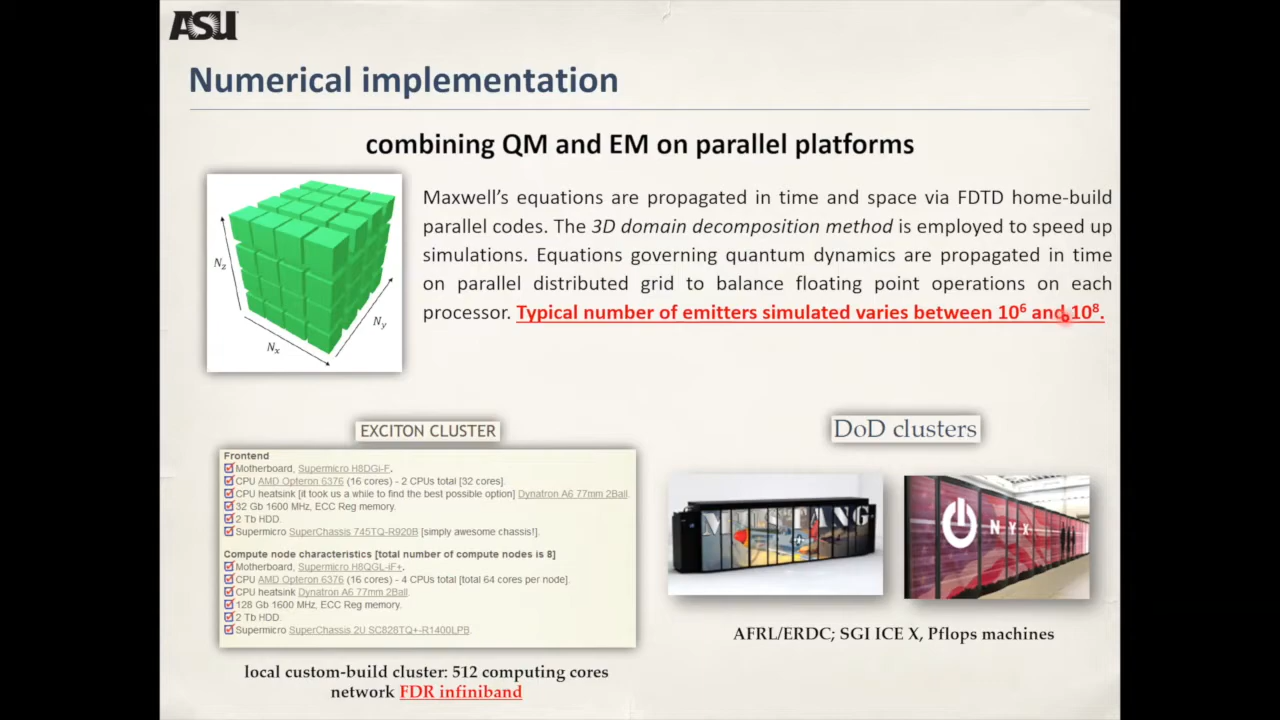 ASU
Numerical implementation
combining QM and EM on parallel platforms
Maxwell’s equations are propagated in time and space via FDTD home-build
parallel codes. The 3D domain decomposition method is employed to speed up
simulations. Equations governing quantum dynamics are propagated in time
on parallel distributed grid to balance floating point operations on each
processor. Typical number of emitters simulated varies between 10⁶ and 10⁸.
Nz
Ny
Nx
EXCITON CLUSTER
Frontend
Motherboard, Supermicro H8DGi-F.
CPU AMD Opteron 6376 (16 cores) - 2 CPUs total [32 cores].
CPU heatsink [it took us a while to find the best possible option] Dynatron A6 77mm 2Ball.
32 Gb 1600 MHz, ECC Reg memory.
2 Tb HDD.
Supermicro SuperChassis 745TQ-R920B [simply awesome chassis!].
Compute node characteristics [total number of compute nodes is 8]
Motherboard, Supermicro H8QGL-iF+.
CPU AMD Opteron 6376 (16 cores) - 4 CPUs total [total 64 cores per node].
CPU heatsink Dynatron A6 77mm 2Ball.
128 Gb 1600 MHz, ECC Reg memory.
2 Tb HDD.
Supermicro SuperChassis 2U SC828TQ+-R1400LPB.
local custom-build cluster: 512 computing cores
network FDR infiniband
DoD clusters
MUSTANG
NYX
AFRL/ERDC; SGI ICE X, Pflops machines